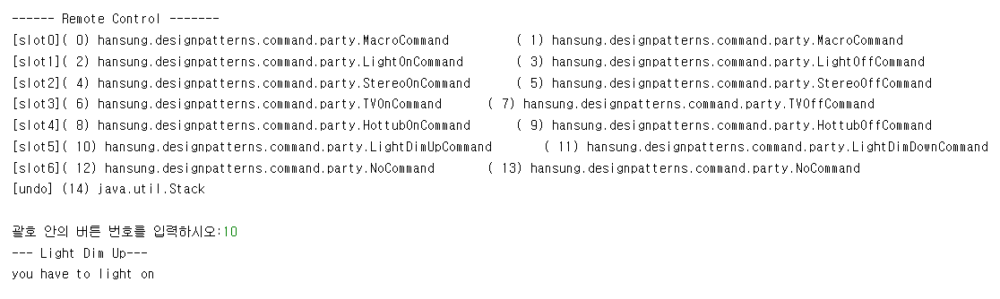 ------ Remote Control -------
[slot0]( 0) hansung.designpatterns.command.party.MacroCommand ( 1) hansung.designpatterns.command.party.MacroCommand
[slot1]( 2) hansung.designpatterns.command.party.LightOnCommand ( 3) hansung.designpatterns.command.party.LightOffCommand
[slot2]( 4) hansung.designpatterns.command.party.StereoOnCommand ( 5) hansung.designpatterns.command.party.StereoOffCommand
[slot3]( 6) hansung.designpatterns.command.party.TVOnCommand ( 7) hansung.designpatterns.command.party.TVOffCommand
[slot4]( 8) hansung.designpatterns.command.party.HottubOnCommand ( 9) hansung.designpatterns.command.party.HottubOffCommand
[slot5]( 10) hansung.designpatterns.command.party.LightDimUpCommand ( 11) hansung.designpatterns.command.party.LightDimDownCommand
[slot6]( 12) hansung.designpatterns.command.party.NoCommand ( 13) hansung.designpatterns.command.party.NoCommand
[undo] (14) java.util.Stack
괄호 안의 버튼 번호를 입력하시오:10
--- Light Dim Up---
you have to light on